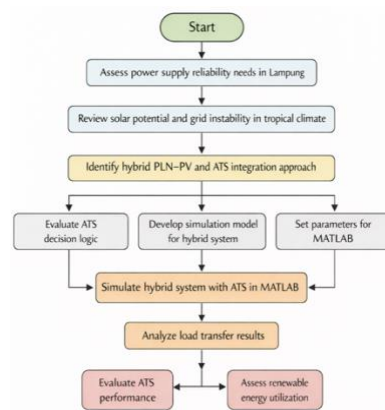 Start
Assess power supply reliability needs in Lampung
Review solar potential and grid instability in tropical climate
Identify hybrid PLN–PV and ATS integration approach
Evaluate ATS
decision logic
Develop simulation model
for hybrid system
Set parameters for
MATLAB
Simulate hybrid system with ATS in MATLAB
Analyze load transfer results
Evaluate ATS
performance
Assess renewable
energy utilization